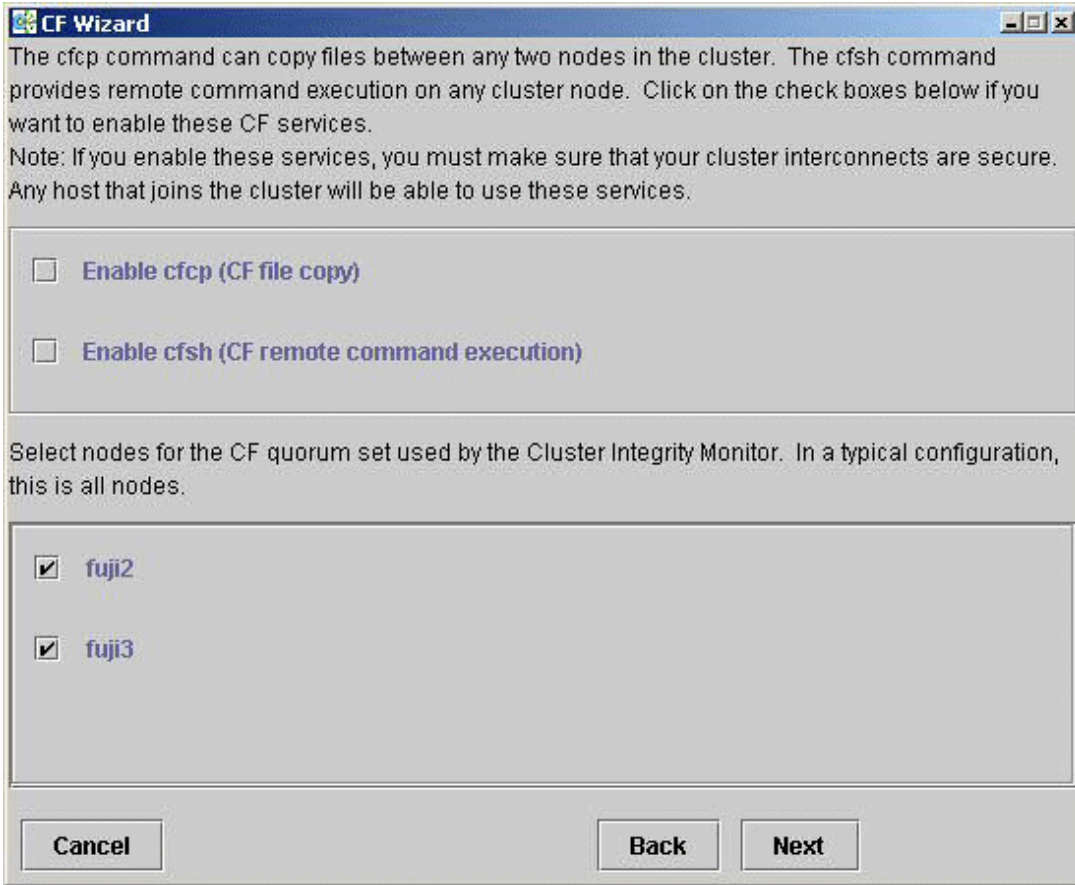 CF Wizard
The cfcp command can copy files between any two nodes in the cluster. The cfsh command
provides remote command execution on any cluster node. Click on the check boxes below if you
want to enable these CF services.
Note: If you enable these services, you must make sure that your cluster interconnects are secure.
Any host that joins the cluster will be able to use these services.
Enable cfcp (CF file copy)
Enable cfsh (CF remote command execution)
Select nodes for the CF quorum set used by the Cluster Integrity Monitor. In a typical configuration,
this is all nodes.
fuji2
fuji3
Cancel Back Next